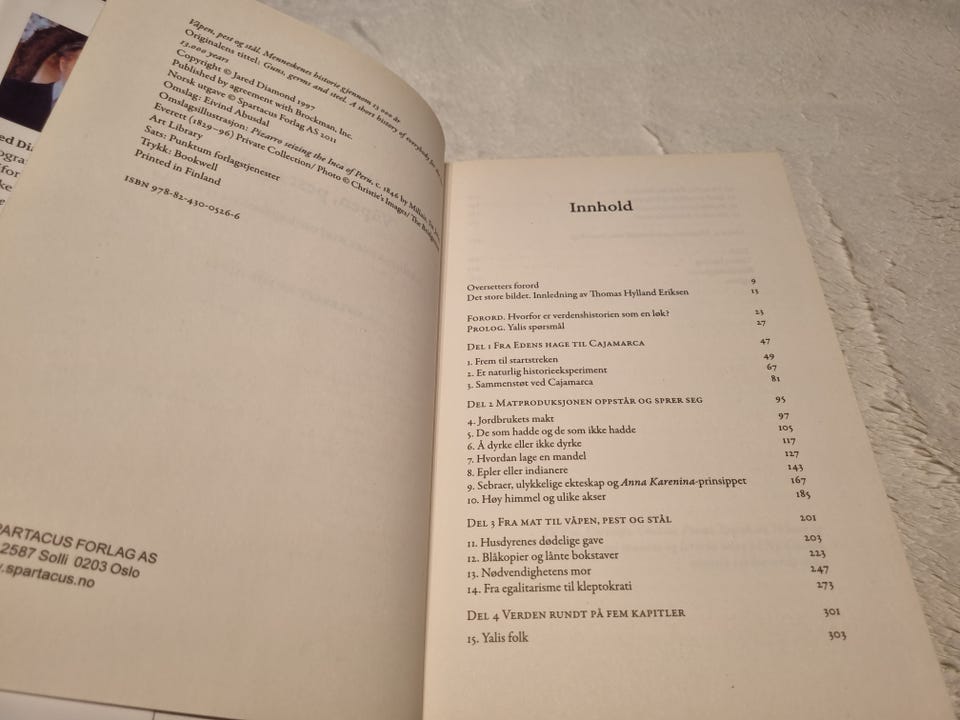 ed Dia
ogra
Våpen, pest og stål. Menneskenes historie gjennom 13 000 år
Originalens tittel: Guns, germs and steel. A short history of everybody for the
13.000 years
Copyright © Jared Diamond 1997
Published by agreement with Brockman, Inc.
Norsk utgave © Spartacus Forlag AS 2011
Omslag: Eivind Abusdal
Omslagsillustrasjon: Pizarro seizing the Inca of Peru, c. 1846 by Millais, Sir
Everett (1829–96) Private Collection/ Photo © Christie's Images/ The Bridgeman
Art Library
Sats: Punktum forlagstjenester
Trykk: Bookwell
Printed in Finland
ISBN 978-82-430-0526-6
PARTACUS FORLAG AS
2587 Solli 0203 Oslo
.spartacus.no
Innhold
Oversetters forord 9
Det store bildet. Innledning av Thomas Hylland Eriksen 13
Forord. Hvorfor er verdenshistorien som en løk? 23
Prolog. Yalis spørsmål 27
Del 1 Fra Edens hage til Cajamarca 47
1. Frem til startstreken 49
2. Et naturlig historieeksperiment 67
3. Sammenstøt ved Cajamarca 81
Del 2 Matproduksjonen oppstår og sprer seg 95
4. Jordbrukets makt 97
5. De som hadde og de som ikke hadde 105
6. Å dyrke eller ikke dyrke 117
7. Hvordan lage en mandel 127
8. Epler eller indianere 143
9. Sebraer, ulykkelige ekteskap og Anna Karenina-prinsippet 167
10. Høy himmel og ulike akser 185
Del 3 Fra mat til våpen, pest og stål 201
11. Husdyrenes dødelige gave 203
12. Blåkopier og lånte bokstaver 223
13. Nødvendighetens mor 247
14. Fra egalitarisme til kleptokrati 273
Del 4 Verden rundt på fem kapitler 301
15. Yalis folk 303